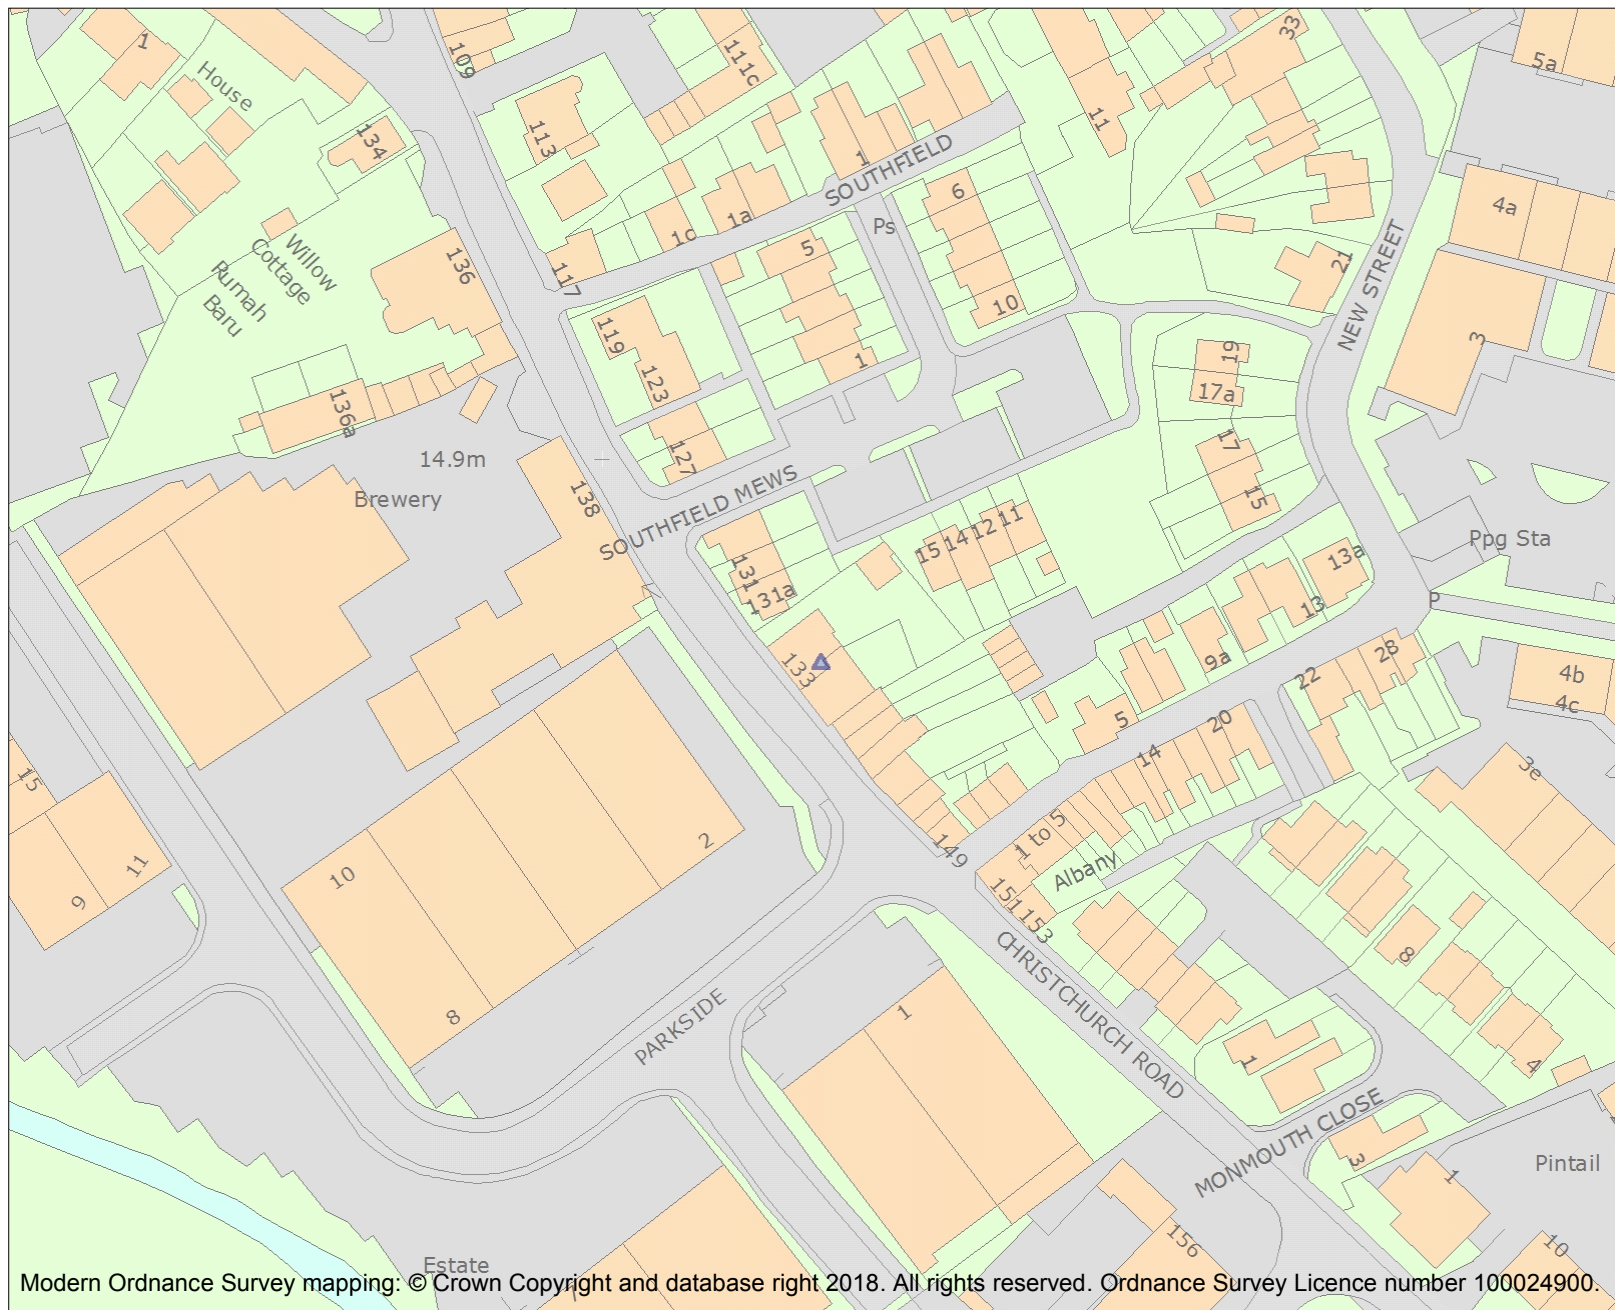 1
House
109
111c
33
5a
134
113
11
1
SOUTHFIELD
6
4a
Willow
Cottage
Rumah
Baru
136
1c
1a
Ps
5
21
NEW STREET
117
10
119
123
1
19
17a
3
136a
127
17
15
14.9m
Brewery
138
SOUTHFIELD MEWS
15
14
12
11
Ppg Sta
131
131a
13a
13
P
133
9a
28
22
4b
4c
5
20
14
3e
15
11
9
10
2
8
149
1 to 5
Albany
151
153
8
CHRISTCHURCH ROAD
PARKSIDE
1
1
4
MONMOUTH CLOSE
3
1
Pintail
156
10
Estate
Modern Ordnance Survey mapping: © Crown Copyright and database right 2018. All rights reserved. Ordnance Survey Licence number 100024900.